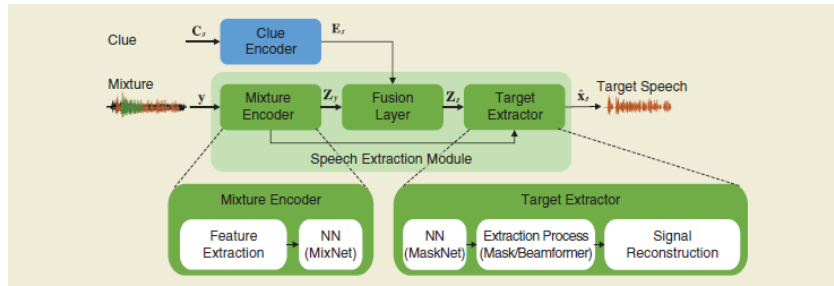 Clue
C_s
Clue
Encoder
E_s
Mixture
y
Mixture
Encoder
Z_y
Fusion
Layer
Z_s
Target
Extractor
x̂_s
Target Speech
Speech Extraction Module
Mixture Encoder
Feature
Extraction
NN
(MixNet)
Target Extractor
NN
(MaskNet)
Extraction Process
(Mask/Beamformer)
Signal
Reconstruction